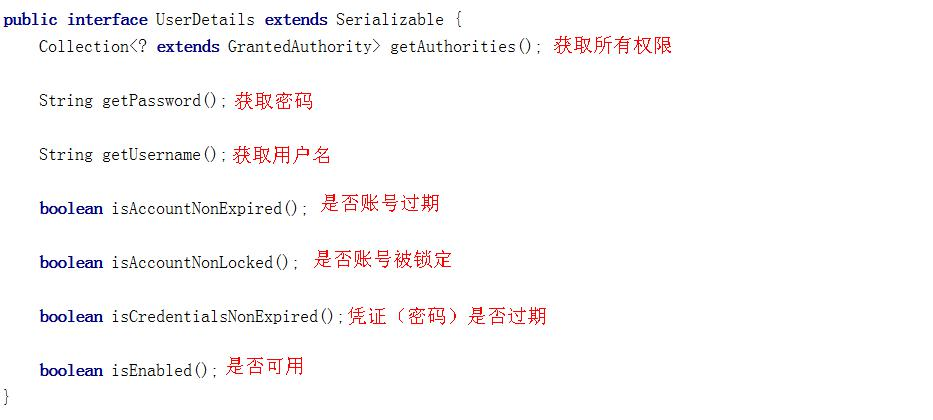 public interface UserDetails extends Serializable {
Collection<? extends GrantedAuthority> getAuthorities(); 获取所有权限
String getPassword(); 获取密码
String getUsername(); 获取用户名
boolean isAccountNonExpired(); 是否账号过期
boolean isAccountNonLocked(); 是否账号被锁定
boolean isCredentialsNonExpired(); 凭证（密码）是否过期
boolean isEnabled(); 是否可用
}